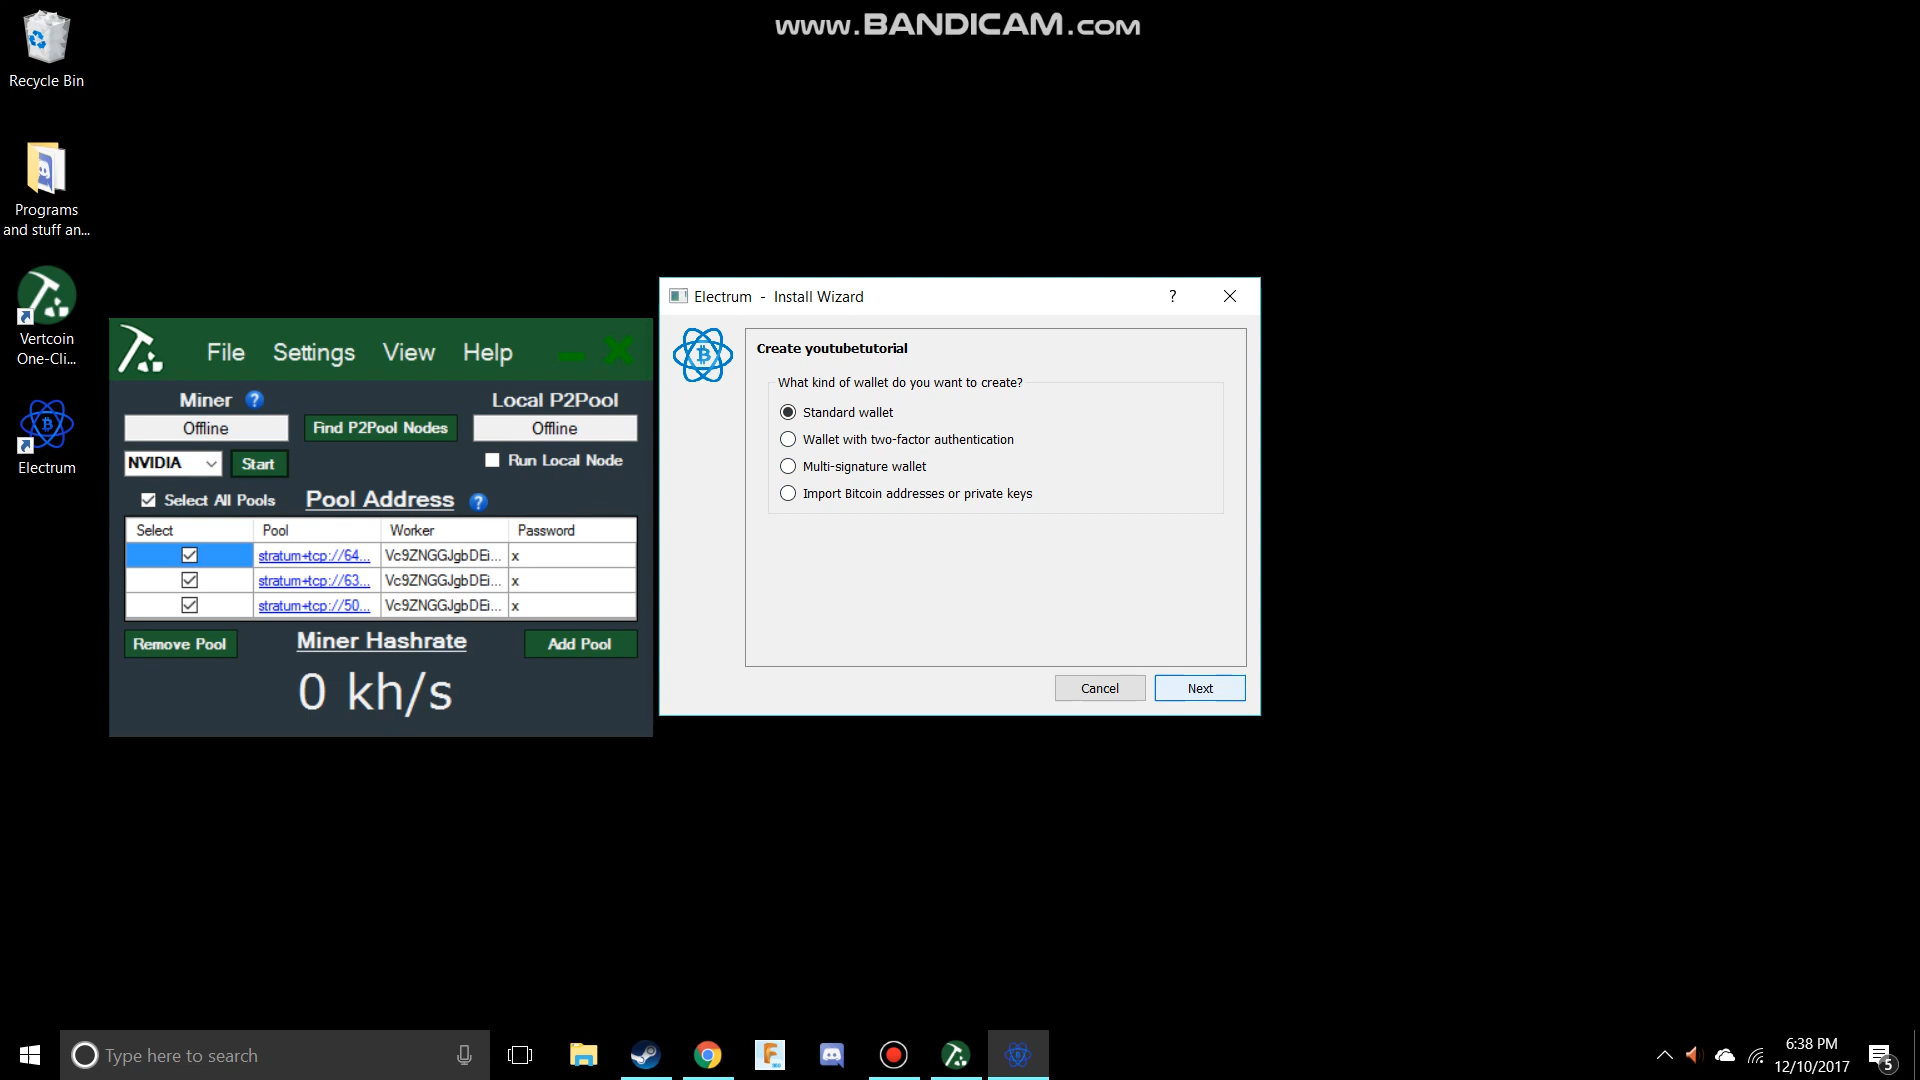 www.BANDICAM.COM
Recycle Bin
Programs
and stuff an...
Vertcoin
One-Cli...
Electrum
File Settings View Help
Miner ?
Local P2Pool
Offline
Find P2Pool Nodes
Offline
NVIDIA
Start
Run Local Node
Select All Pools
Pool Address ?
Select Pool Worker Password
stratum+tcp://64... Vc9ZNGGJgbDEi... x
stratum+tcp://63... Vc9ZNGGJgbDEi... x
stratum+tcp://50... Vc9ZNGGJgbDEi... x
Remove Pool
Miner Hashrate
Add Pool
0 kh/s
Electrum - Install Wizard
?
Create youtubetutorial
What kind of wallet do you want to create?
Standard wallet
Wallet with two-factor authentication
Multi-signature wallet
Import Bitcoin addresses or private keys
Cancel
Next
Type here to search
6:38 PM
12/10/2017
5